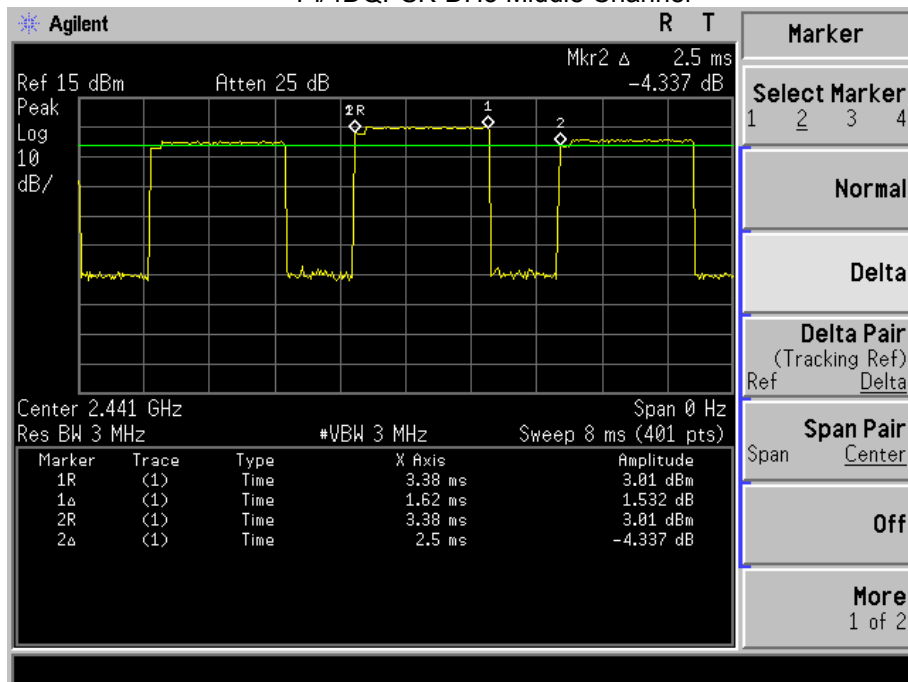 Agilent R T
Mkr2 Δ 2.5 ms
Ref 15 dBm Atten 25 dB -4.337 dB
Peak
Log
10
dB/
1R
1
2
Center 2.441 GHz Span 0 Hz
Res BW 3 MHz #VBW 3 MHz Sweep 8 ms (401 pts)
Marker Trace Type X Axis Amplitude
1R (1) Time 3.38 ms 3.01 dBm
1Δ (1) Time 1.62 ms 1.532 dB
2R (1) Time 3.38 ms 3.01 dBm
2Δ (1) Time 2.5 ms -4.337 dB
Marker
Select Marker
1 2 3 4
Normal
Delta
Delta Pair
(Tracking Ref)
Ref Delta
Span Pair
Span Center
Off
More
1 of 2